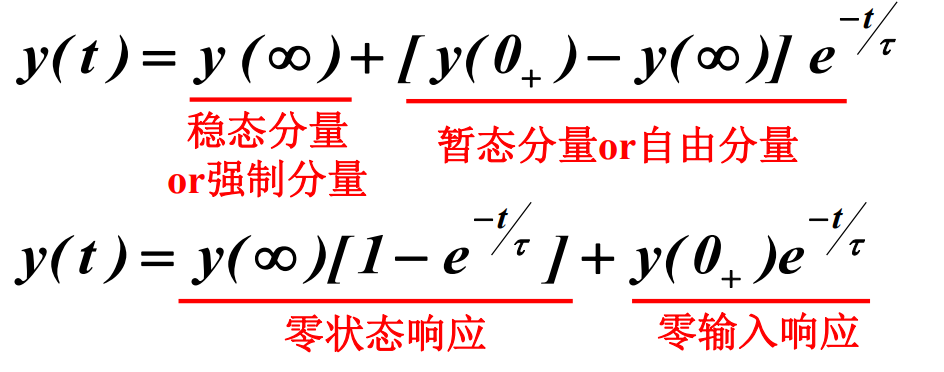 y(t)=y(∞)+[y(0₊)−y(∞)]e^{−t/τ}
稳态分量 暂态分量or自由分量
or强制分量
y(t)=y(∞)[1−e^{−t/τ}]+y(0₊)e^{−t/τ}
零状态响应 零输入响应